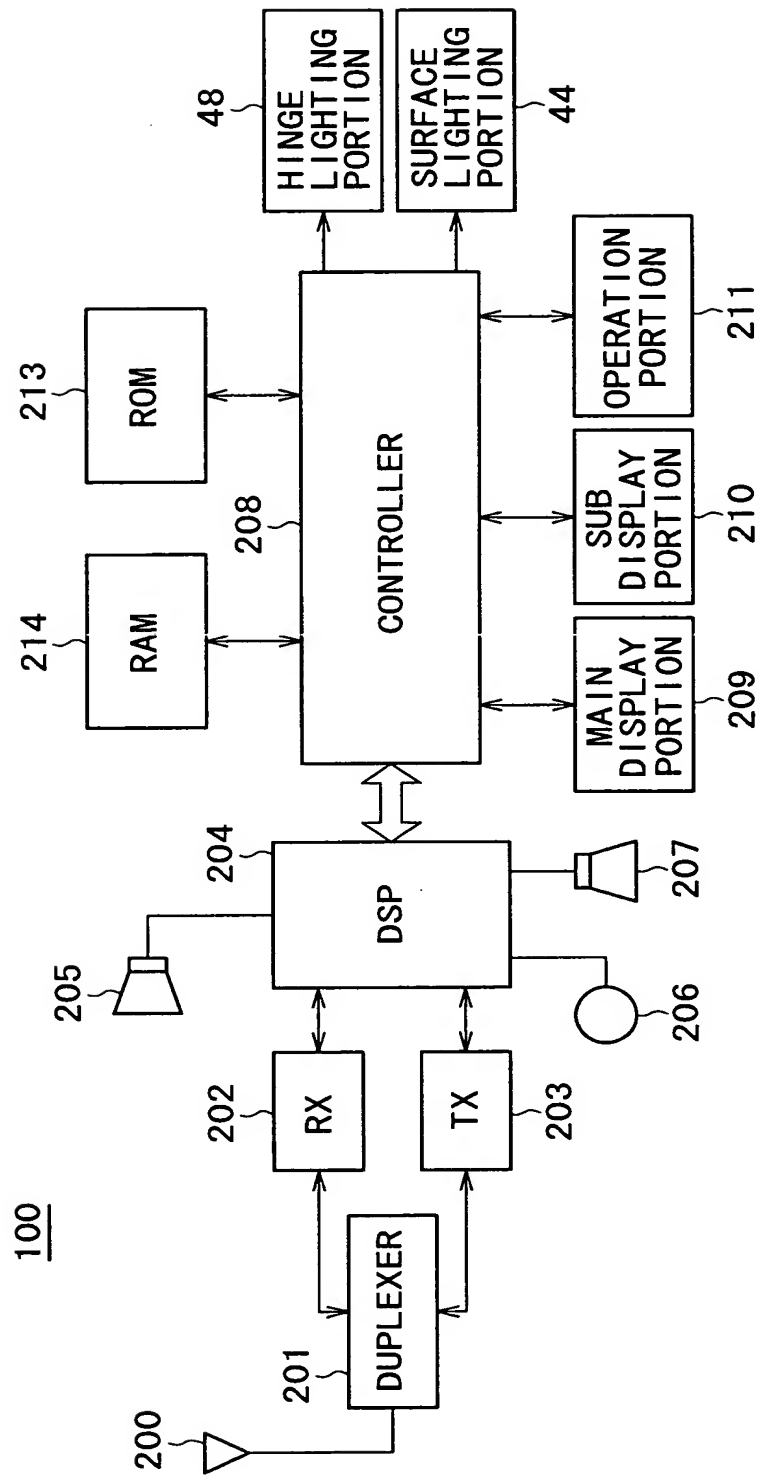 100
200
201
DUPLEXER
202
RX
TX
203
205
204
DSP
206
207
208
CONTROLLER
214
RAM
213
ROM
48
HINGE
LIGHTING
PORTION
SURFACE
LIGHTING
PORTION
44
MAIN
DISPLAY
PORTION
209
SUB
DISPLAY
PORTION
210
OPERATION
PORTION
211